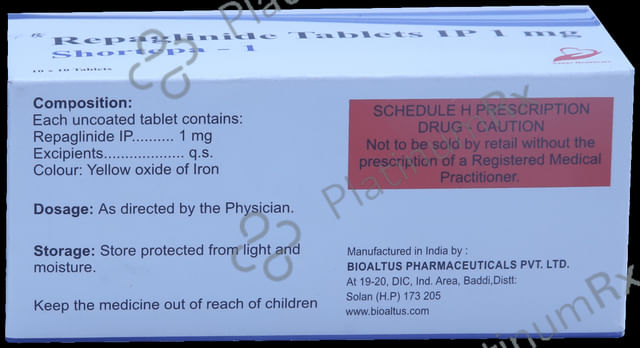 Rx Repaglinide Tablets IP 1 mg
Shortepa - 1
10 × 10 Tablets
Composition:
Each uncoated tablet contains:
Repaglinide IP.......... 1 mg
Excipients................... q.s.
Colour: Yellow oxide of Iron
Dosage: As directed by the Physician.
Storage: Store protected from light and
moisture.
Keep the medicine out of reach of children
SCHEDULE H PRESCRIPTION
DRUG - CAUTION
Not to be sold by retail without the
prescription of a Registered Medical
Practitioner.
Manufactured in India by :
BIOALTUS PHARMACEUTICALS PVT. LTD.
At 19-20, DIC, Ind. Area, Baddi,Distt:
Solan (H.P) 173 205
www.bioaltus.com
PlatinumRx